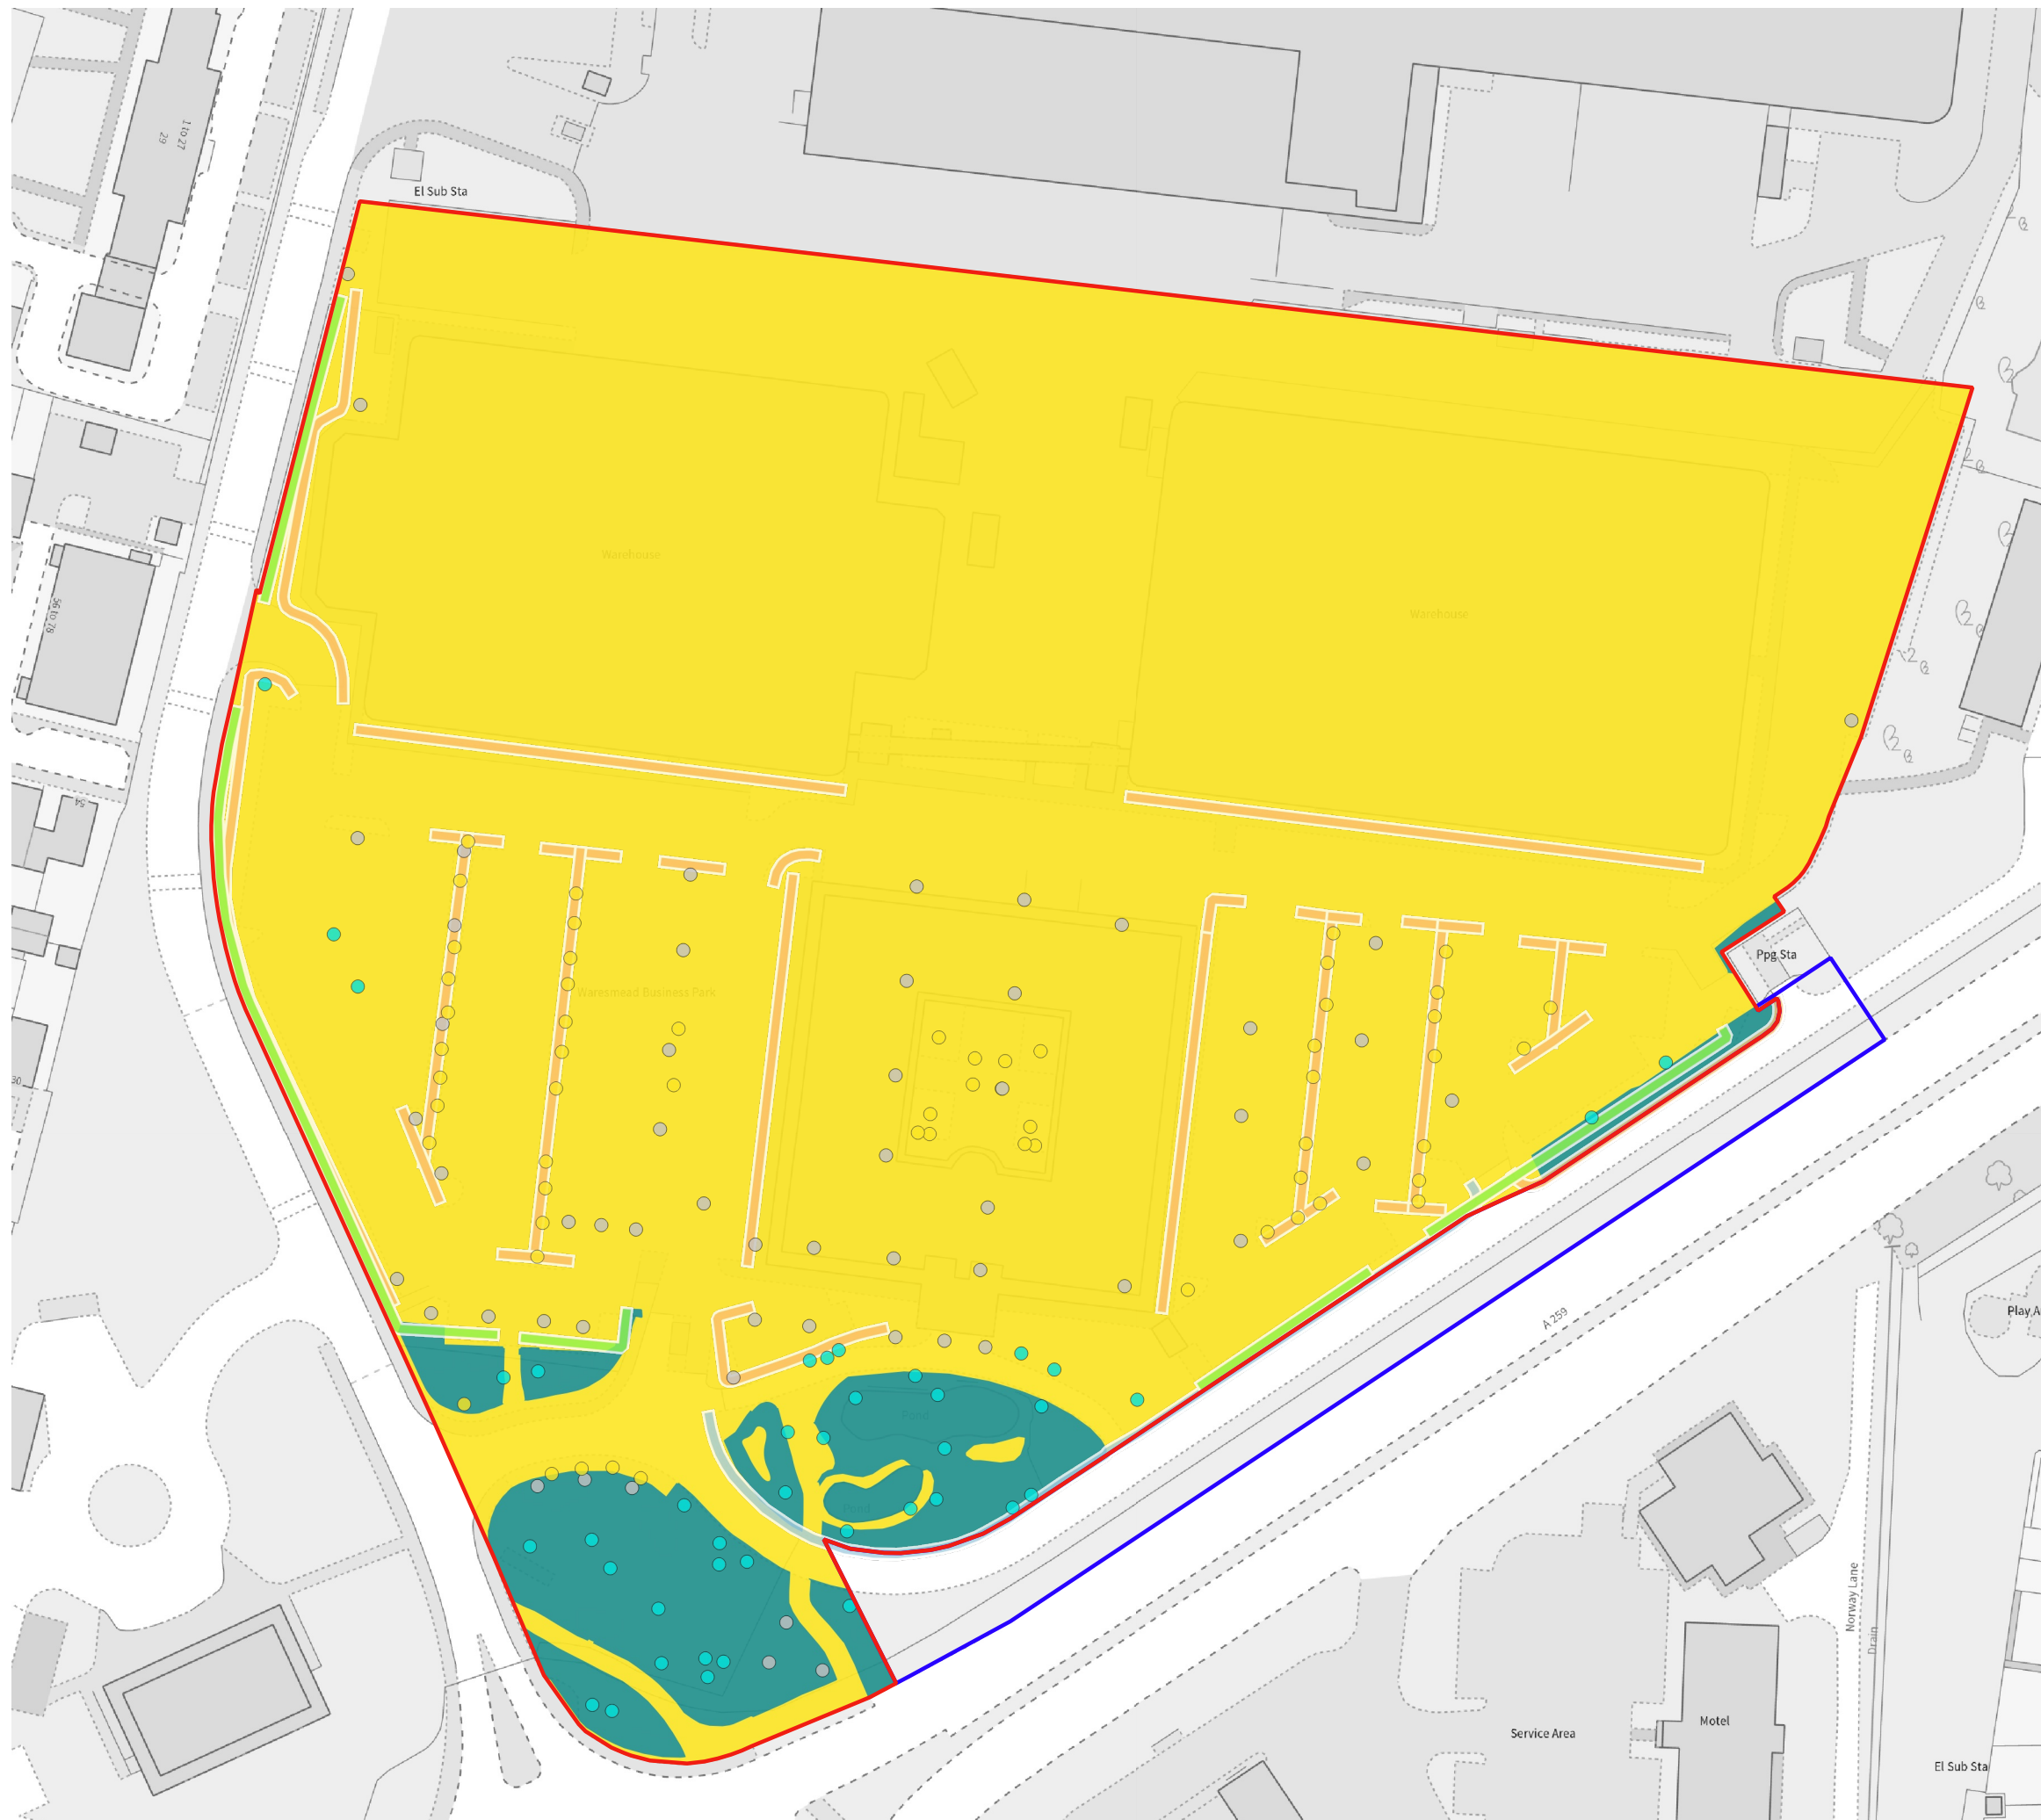 1 to 27
29
El Sub Sta
Warehouse
56 to 78
Warehouse
54
Ppg Sta
Waresmead Business Park
30
A 259
Play A
Pond
Pond
Norway Lane
Drain
Motel
Service Area
El Sub Sta